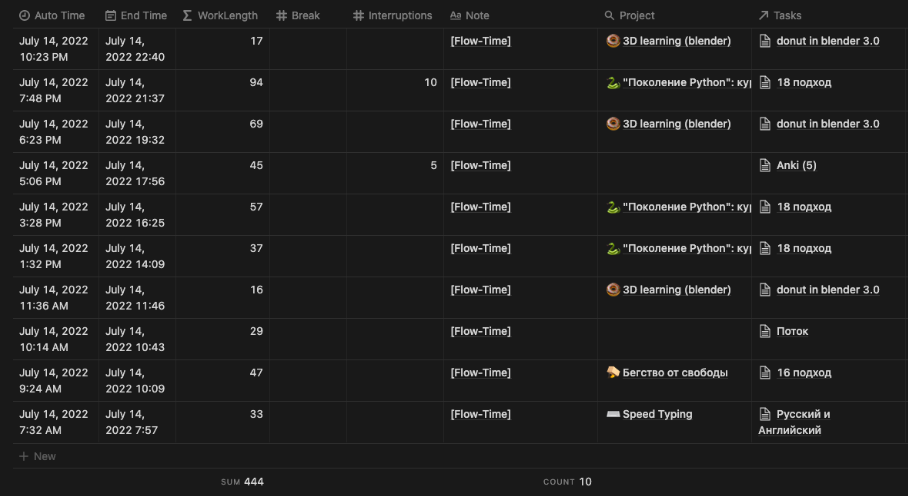 Auto Time End Time WorkLength Break Interruptions Note Project Tasks
July 14, 2022 July 14, 17 [Flow-Time] 3D learning (blender) donut in blender 3.0
10:23 PM 2022 22:40
July 14, 2022 July 14, 94 10 [Flow-Time] "Поколение Python": кур 18 подход
7:48 PM 2022 21:37
July 14, 2022 July 14, 69 [Flow-Time] 3D learning (blender) donut in blender 3.0
6:23 PM 2022 19:32
July 14, 2022 July 14, 45 5 [Flow-Time] Anki (5)
5:06 PM 2022 17:56
July 14, 2022 July 14, 57 [Flow-Time] "Поколение Python": кур 18 подход
3:28 PM 2022 16:25
July 14, 2022 July 14, 37 [Flow-Time] "Поколение Python": кур 18 подход
1:32 PM 2022 14:09
July 14, 2022 July 14, 16 [Flow-Time] 3D learning (blender) donut in blender 3.0
11:36 AM 2022 11:46
July 14, 2022 July 14, 29 [Flow-Time] Поток
10:14 AM 2022 10:43
July 14, 2022 July 14, 47 [Flow-Time] Бегство от свободы 16 подход
9:24 AM 2022 10:09
July 14, 2022 July 14, 33 [Flow-Time] Speed Typing Русский и
7:32 AM 2022 7:57 Английский
New
SUM 444 COUNT 10